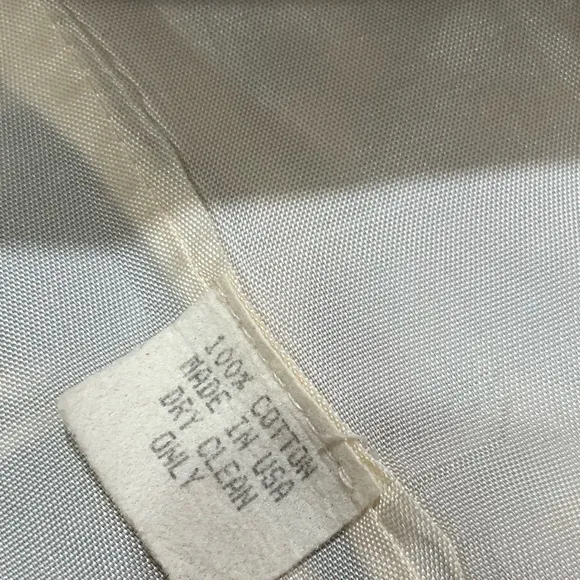 100% COTTON
MADE IN USA
DRY CLEAN
ONLY